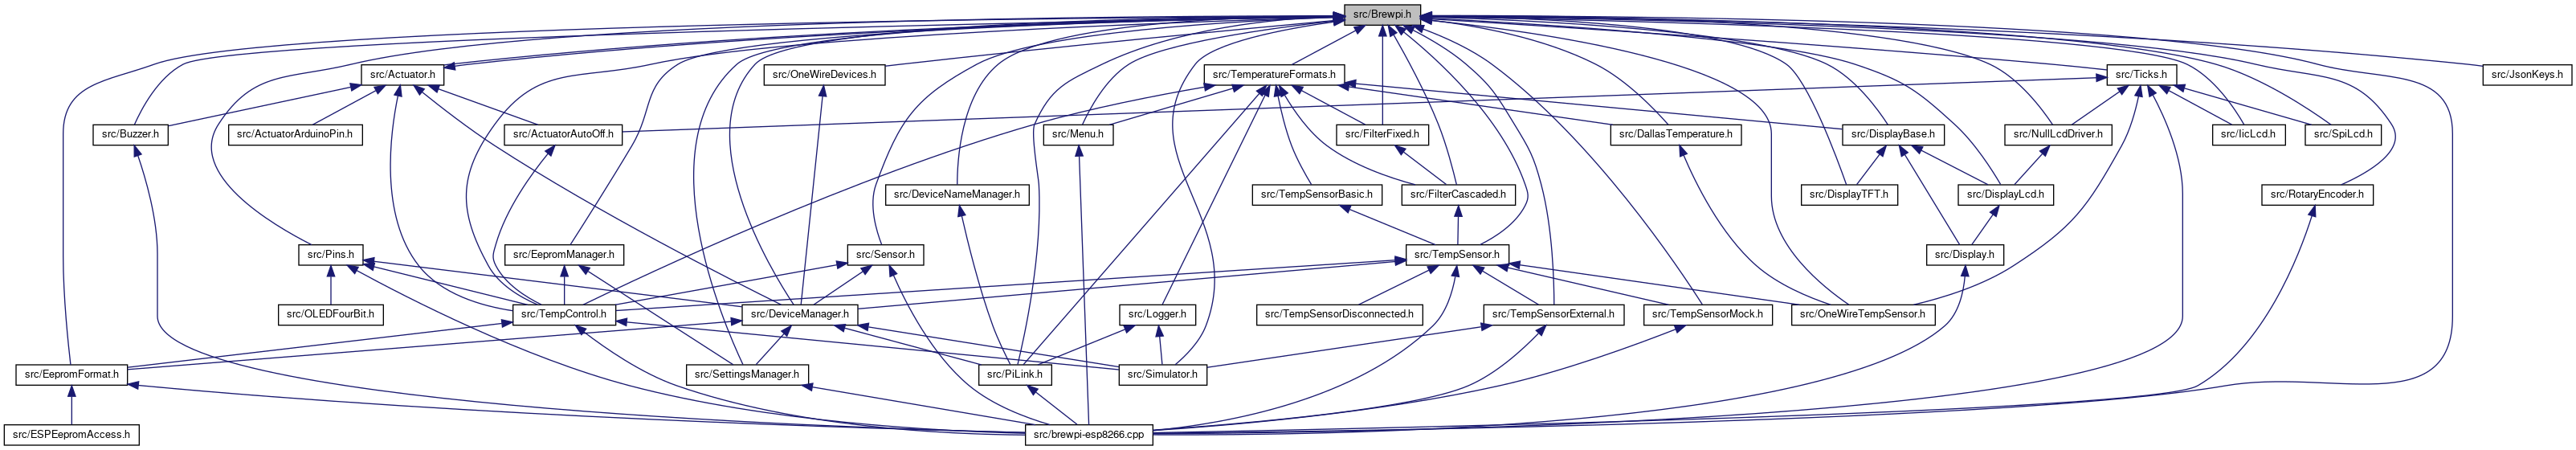 src/Brewpi.h
src/Actuator.h
src/OneWireDevices.h
src/TemperatureFormats.h
src/Ticks.h
src/JsonKeys.h
src/Buzzer.h
src/ActuatorArduinoPin.h
src/ActuatorAutoOff.h
src/Menu.h
src/FilterFixed.h
src/DallasTemperature.h
src/DisplayBase.h
src/NullLcdDriver.h
src/IicLcd.h
src/SpiLcd.h
src/DeviceNameManager.h
src/TempSensorBasic.h
src/FilterCascaded.h
src/DisplayTFT.h
src/DisplayLcd.h
src/RotaryEncoder.h
src/Pins.h
src/EepromManager.h
src/Sensor.h
src/TempSensor.h
src/Display.h
src/OLEDFourBit.h
src/TempControl.h
src/DeviceManager.h
src/Logger.h
src/TempSensorDisconnected.h
src/TempSensorExternal.h
src/TempSensorMock.h
src/OneWireTempSensor.h
src/EepromFormat.h
src/SettingsManager.h
src/PiLink.h
src/Simulator.h
src/ESPEepromAccess.h
src/brewpi-esp8266.cpp